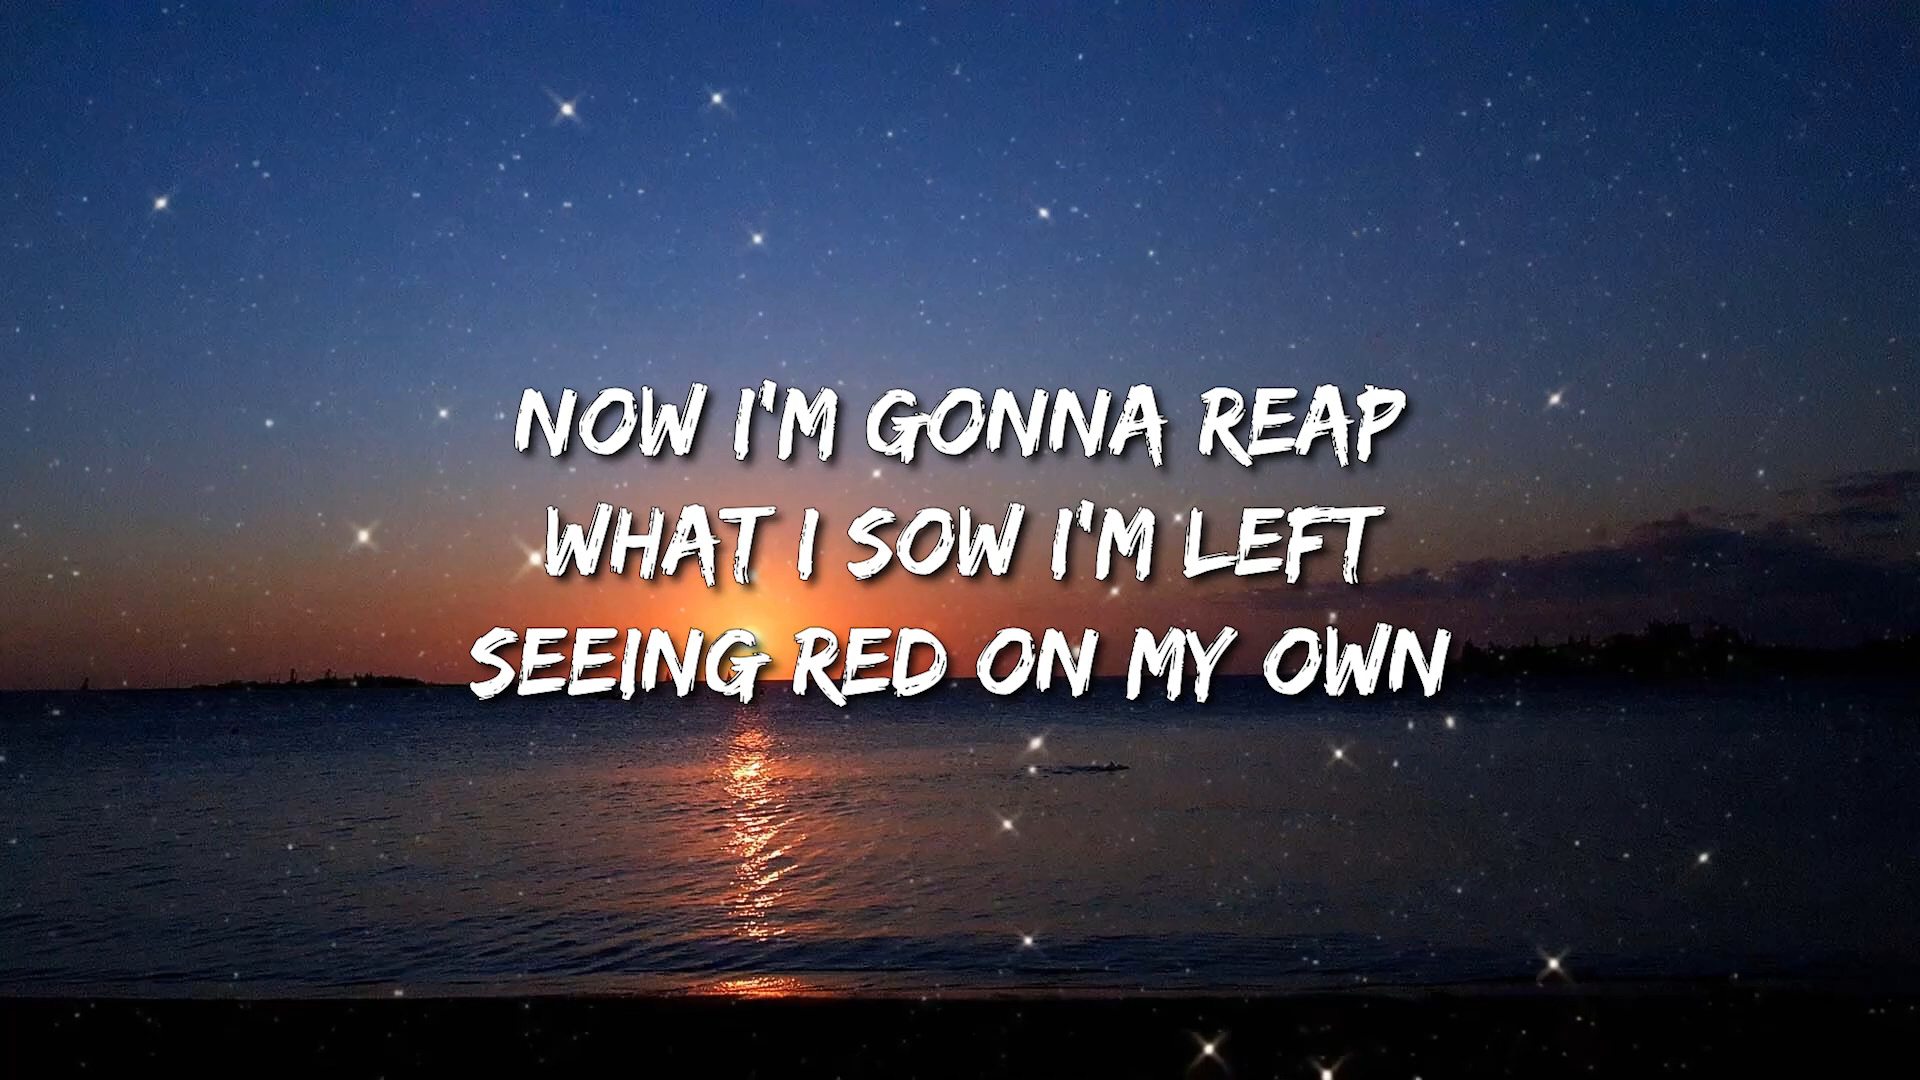 NOW I'M GONNA REAP
WHAT I SOW I'M LEFT
SEEING RED ON MY OWN